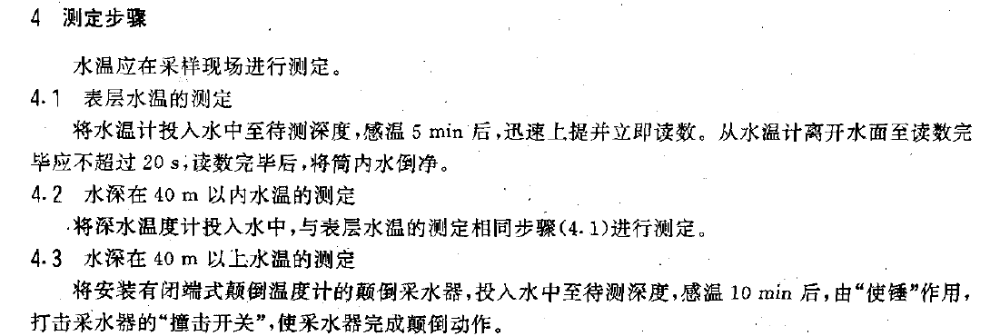 4 测定步骤
水温应在采样现场进行测定。
4.1 表层水温的测定
将水温计投入水中至待测深度,感温 5 min 后,迅速上提并立即读数。从水温计离开水面至读数完
毕应不超过 20 s,读数完毕后,将筒内水倒净。
4.2 水深在 40 m 以内水温的测定
将深水温度计投入水中,与表层水温的测定相同步骤(4.1)进行测定。
4.3 水深在 40 m 以上水温的测定
将安装有闭端式颠倒温度计的颠倒采水器,投入水中至待测深度,感温 10 min 后,由“使锤”作用,
打击采水器的“撞击开关”,使采水器完成颠倒动作。